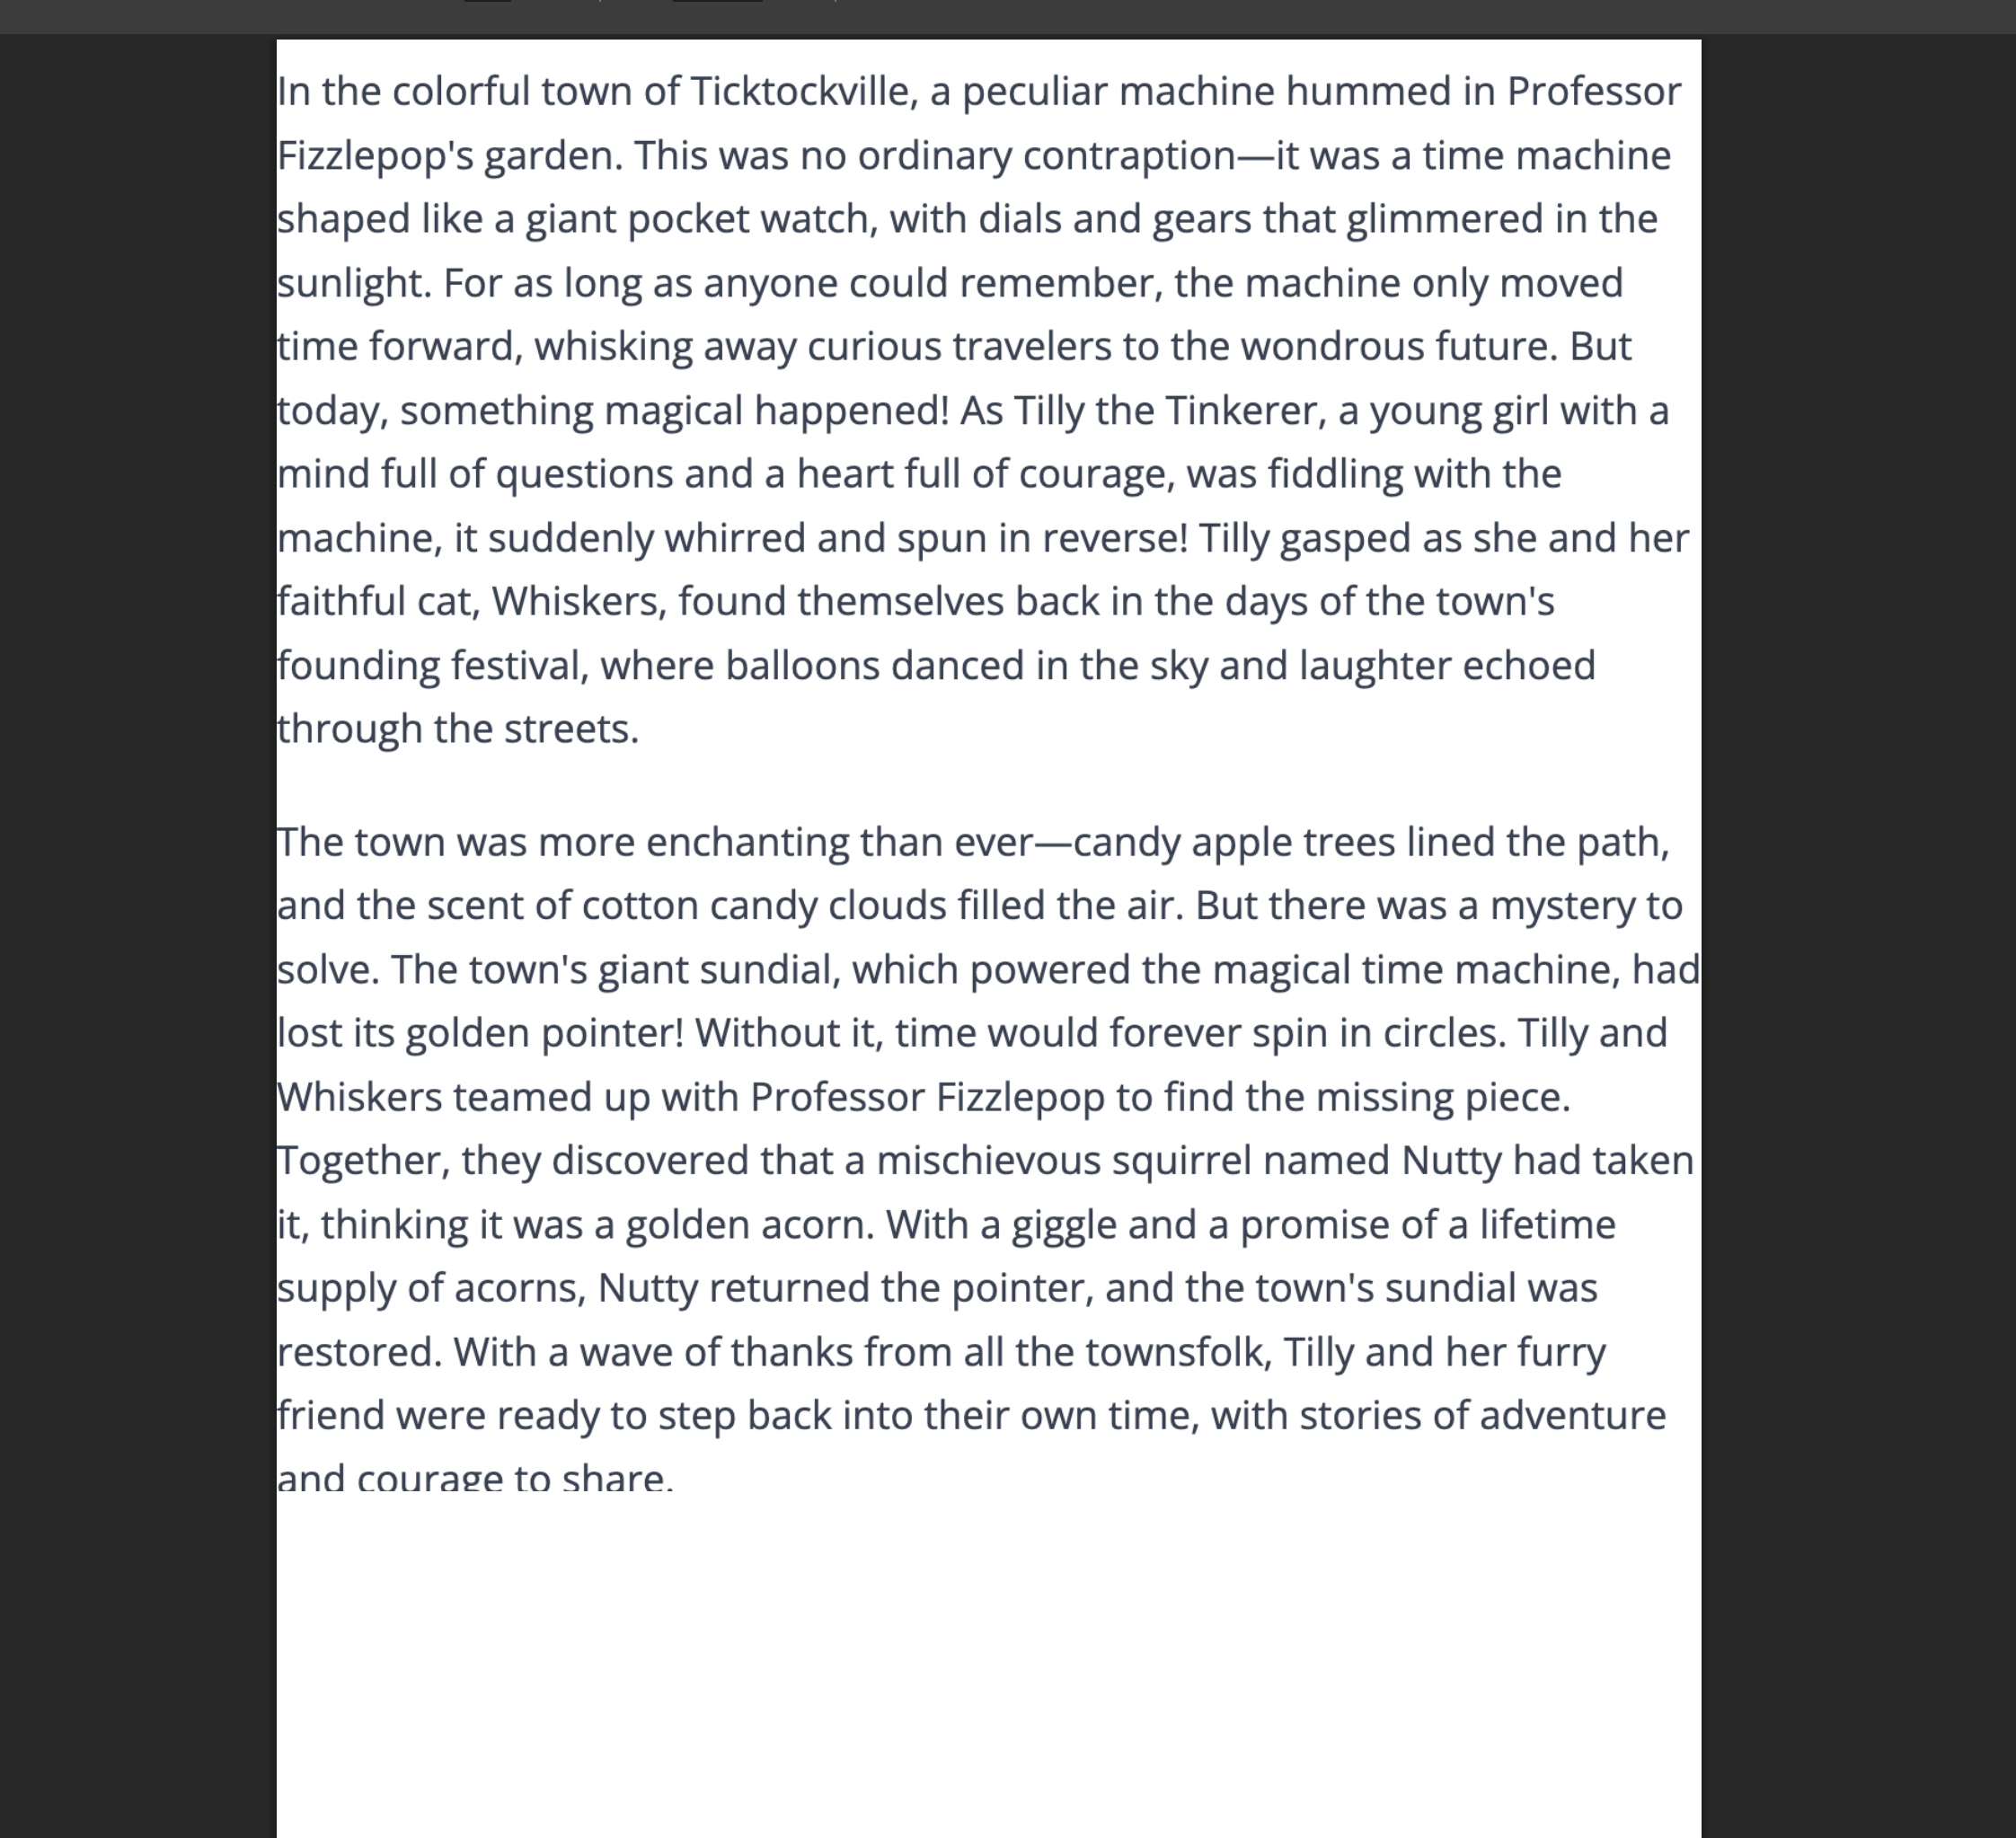 In the colorful town of Ticktockville, a peculiar machine hummed in Professor
Fizzlepop's garden. This was no ordinary contraption—it was a time machine
shaped like a giant pocket watch, with dials and gears that glimmered in the
sunlight. For as long as anyone could remember, the machine only moved
time forward, whisking away curious travelers to the wondrous future. But
today, something magical happened! As Tilly the Tinkerer, a young girl with a
mind full of questions and a heart full of courage, was fiddling with the
machine, it suddenly whirred and spun in reverse! Tilly gasped as she and her
faithful cat, Whiskers, found themselves back in the days of the town's
founding festival, where balloons danced in the sky and laughter echoed
through the streets.
The town was more enchanting than ever—candy apple trees lined the path,
and the scent of cotton candy clouds filled the air. But there was a mystery to
solve. The town's giant sundial, which powered the magical time machine, had
lost its golden pointer! Without it, time would forever spin in circles. Tilly and
Whiskers teamed up with Professor Fizzlepop to find the missing piece.
Together, they discovered that a mischievous squirrel named Nutty had taken
it, thinking it was a golden acorn. With a giggle and a promise of a lifetime
supply of acorns, Nutty returned the pointer, and the town's sundial was
restored. With a wave of thanks from all the townsfolk, Tilly and her furry
friend were ready to step back into their own time, with stories of adventure
and courage to share.